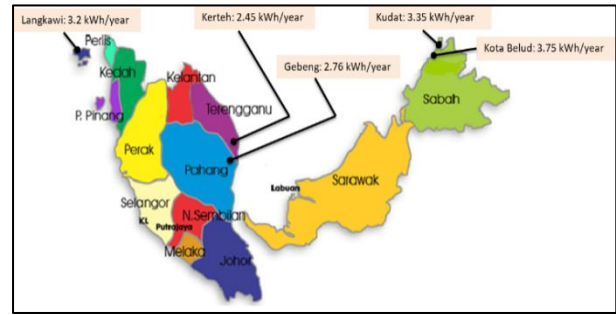 Langkawi: 3.2 kWh/year
Kerteh: 2.45 kWh/year
Kudat: 3.35 kWh/year
Kota Belud: 3.75 kWh/year
Gebeng: 2.76 kWh/year
Perlis
Kedah
P. Pinang
Kelantan
Terengganu
Perak
Pahang
Selangor
KL
Putrajaya
N.Sembilan
Melaka
Johor
Labuan
Sarawak
Sabah